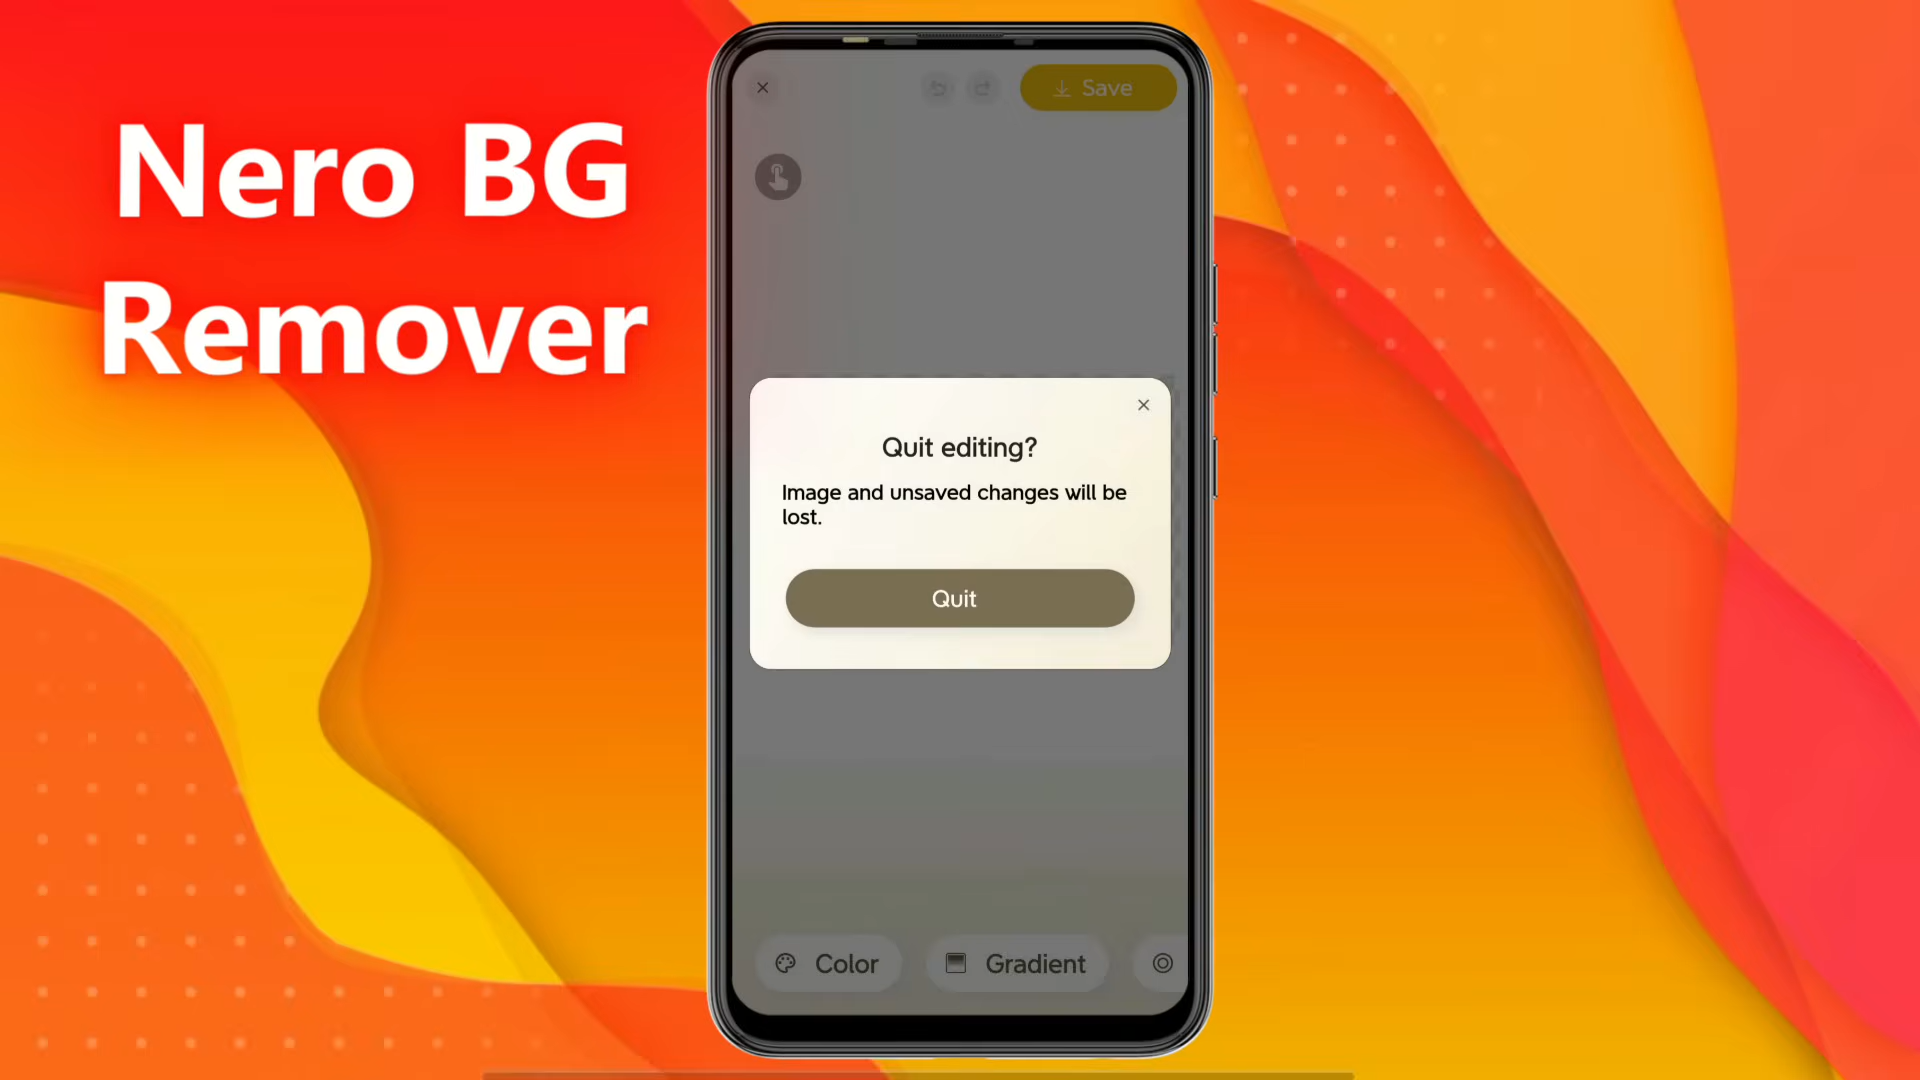 Nero BG
Remover
Save
Quit editing?
Image and unsaved changes will be
lost.
Quit
Color
Gradient